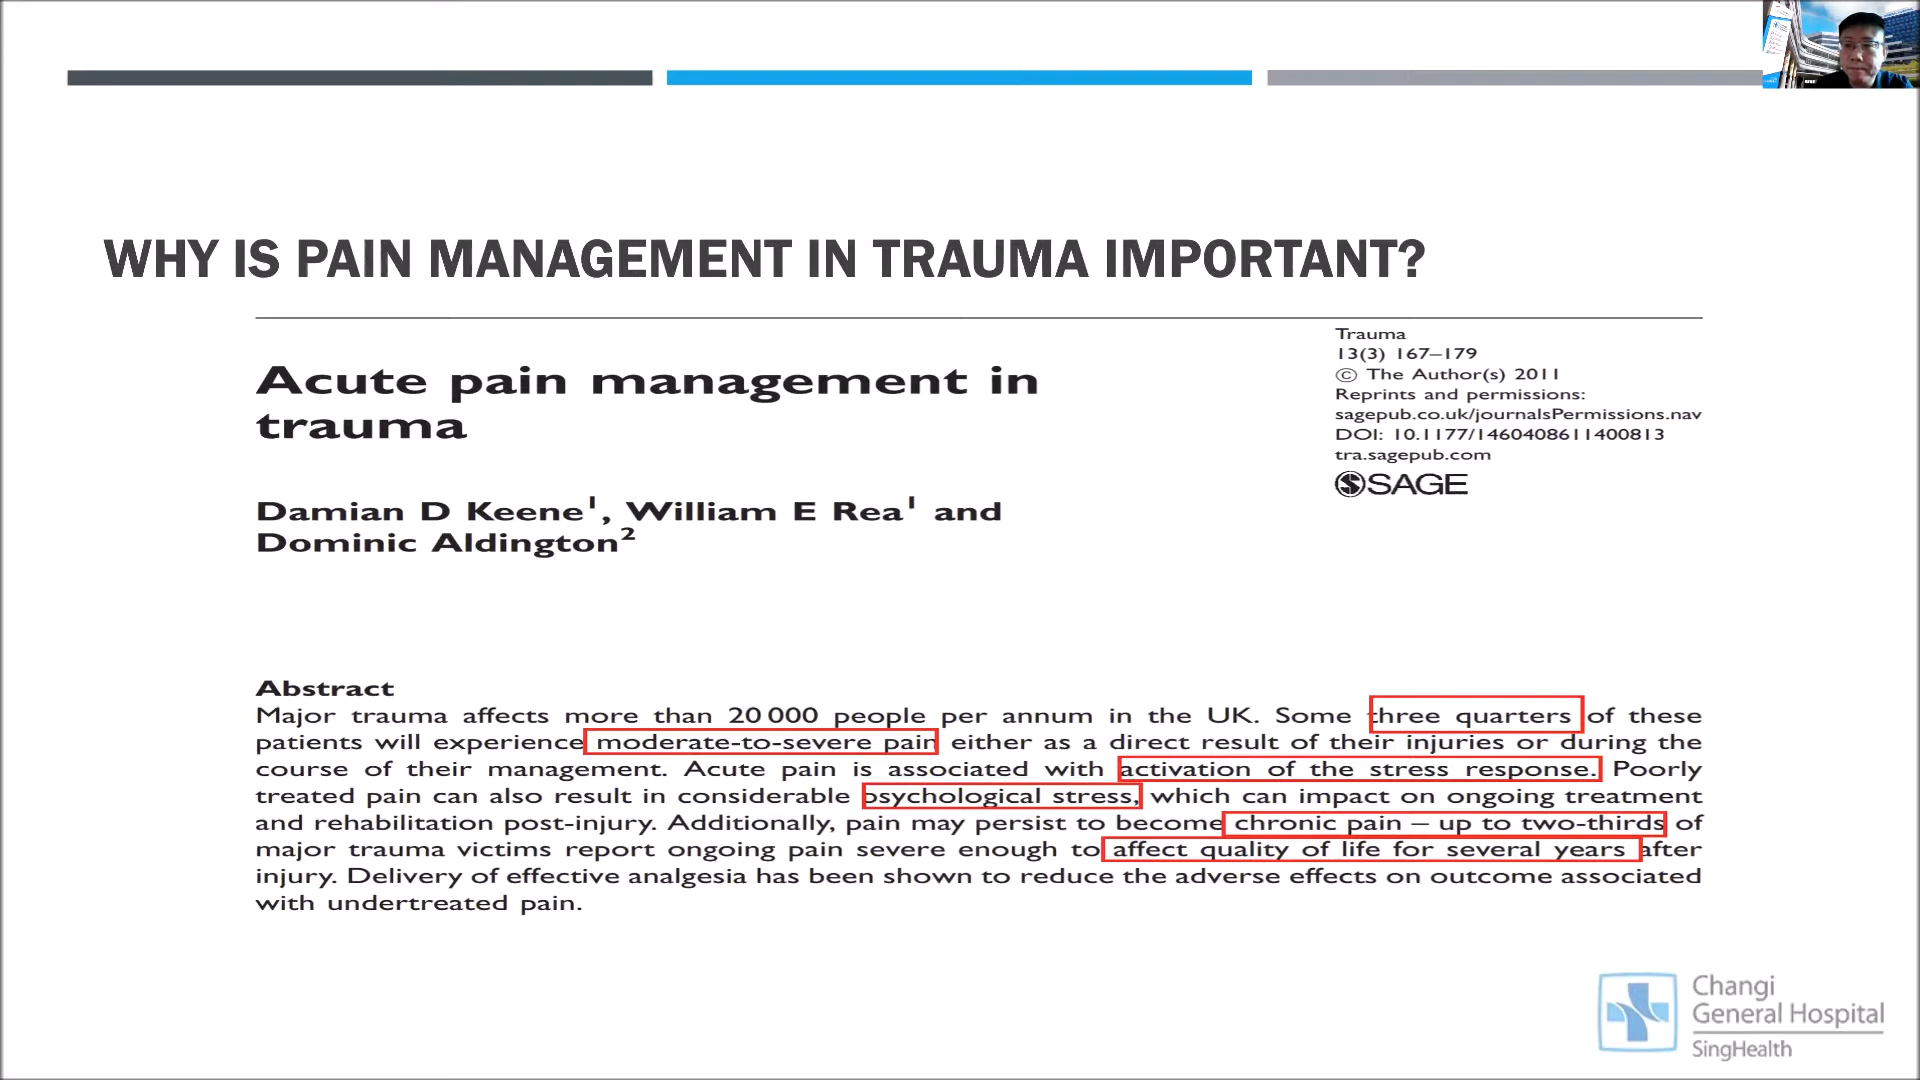 WHY IS PAIN MANAGEMENT IN TRAUMA IMPORTANT?
Acute pain management in
trauma
Damian D Keene¹, William E Rea¹ and
Dominic Aldington²
Trauma
13(3) 167–179
© The Author(s) 2011
Reprints and permissions:
sagepub.co.uk/journalsPermissions.nav
DOI: 10.1177/1460408611400813
tra.sagepub.com
SAGE
Abstract
Major trauma affects more than 20 000 people per annum in the UK. Some three quarters of these
patients will experience moderate-to-severe pain either as a direct result of their injuries or during the
course of their management. Acute pain is associated with activation of the stress response. Poorly
treated pain can also result in considerable psychological stress, which can impact on ongoing treatment
and rehabilitation post-injury. Additionally, pain may persist to become chronic pain – up to two-thirds of
major trauma victims report ongoing pain severe enough to affect quality of life for several years after
injury. Delivery of effective analgesia has been shown to reduce the adverse effects on outcome associated
with undertreated pain.
Changi
General Hospital
SingHealth